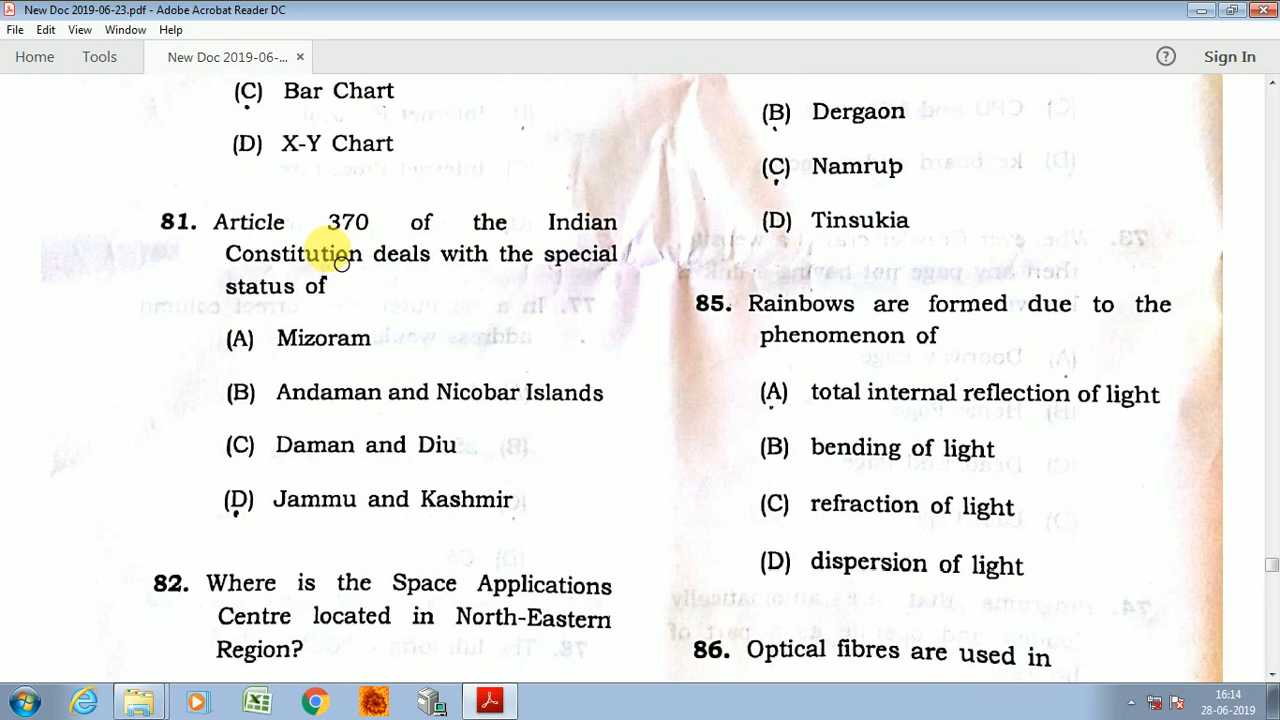 New Doc 2019-06-23.pdf - Adobe Acrobat Reader DC
File Edit View Window Help
Home Tools New Doc 2019-06-... × Sign In
(C) Bar Chart
(D) X-Y Chart
81. Article 370 of the Indian
Constitution deals with the special
status of
(A) Mizoram
(B) Andaman and Nicobar Islands
(C) Daman and Diu
(D) Jammu and Kashmir
82. Where is the Space Applications
Centre located in North-Eastern
Region?
(B) Dergaon
(C) Namrup
(D) Tinsukia
85. Rainbows are formed due to the
phenomenon of
(A) total internal reflection of light
(B) bending of light
(C) refraction of light
(D) dispersion of light
86. Optical fibres are used in
16:14
28-06-2019